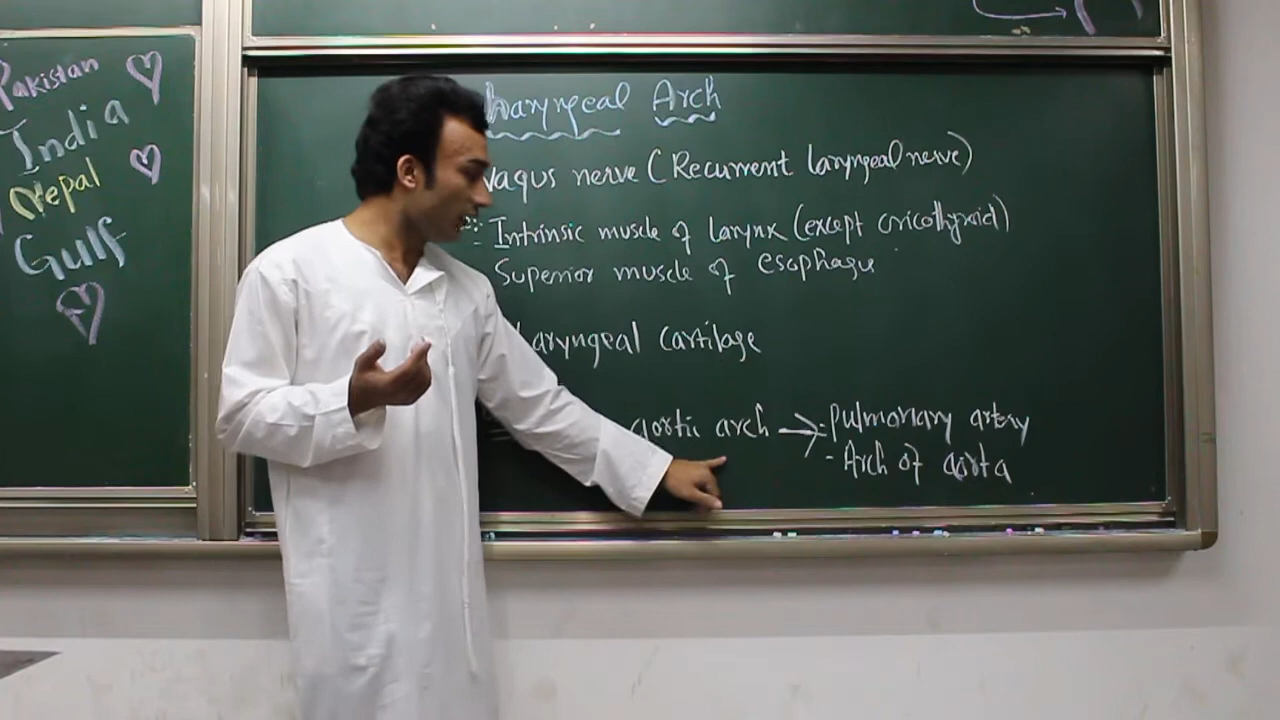 Pakistan
India
Nepal
Gulf
haryngeal Arch
vagus nerve (Recurrent laryngeal nerve)
:- Intrinsic muscle of larynx (except cricothyroid)
Superior muscle of esophagus
laryngeal cartilage
aortic arch → :- Pulmonary artery
- Arch of aorta